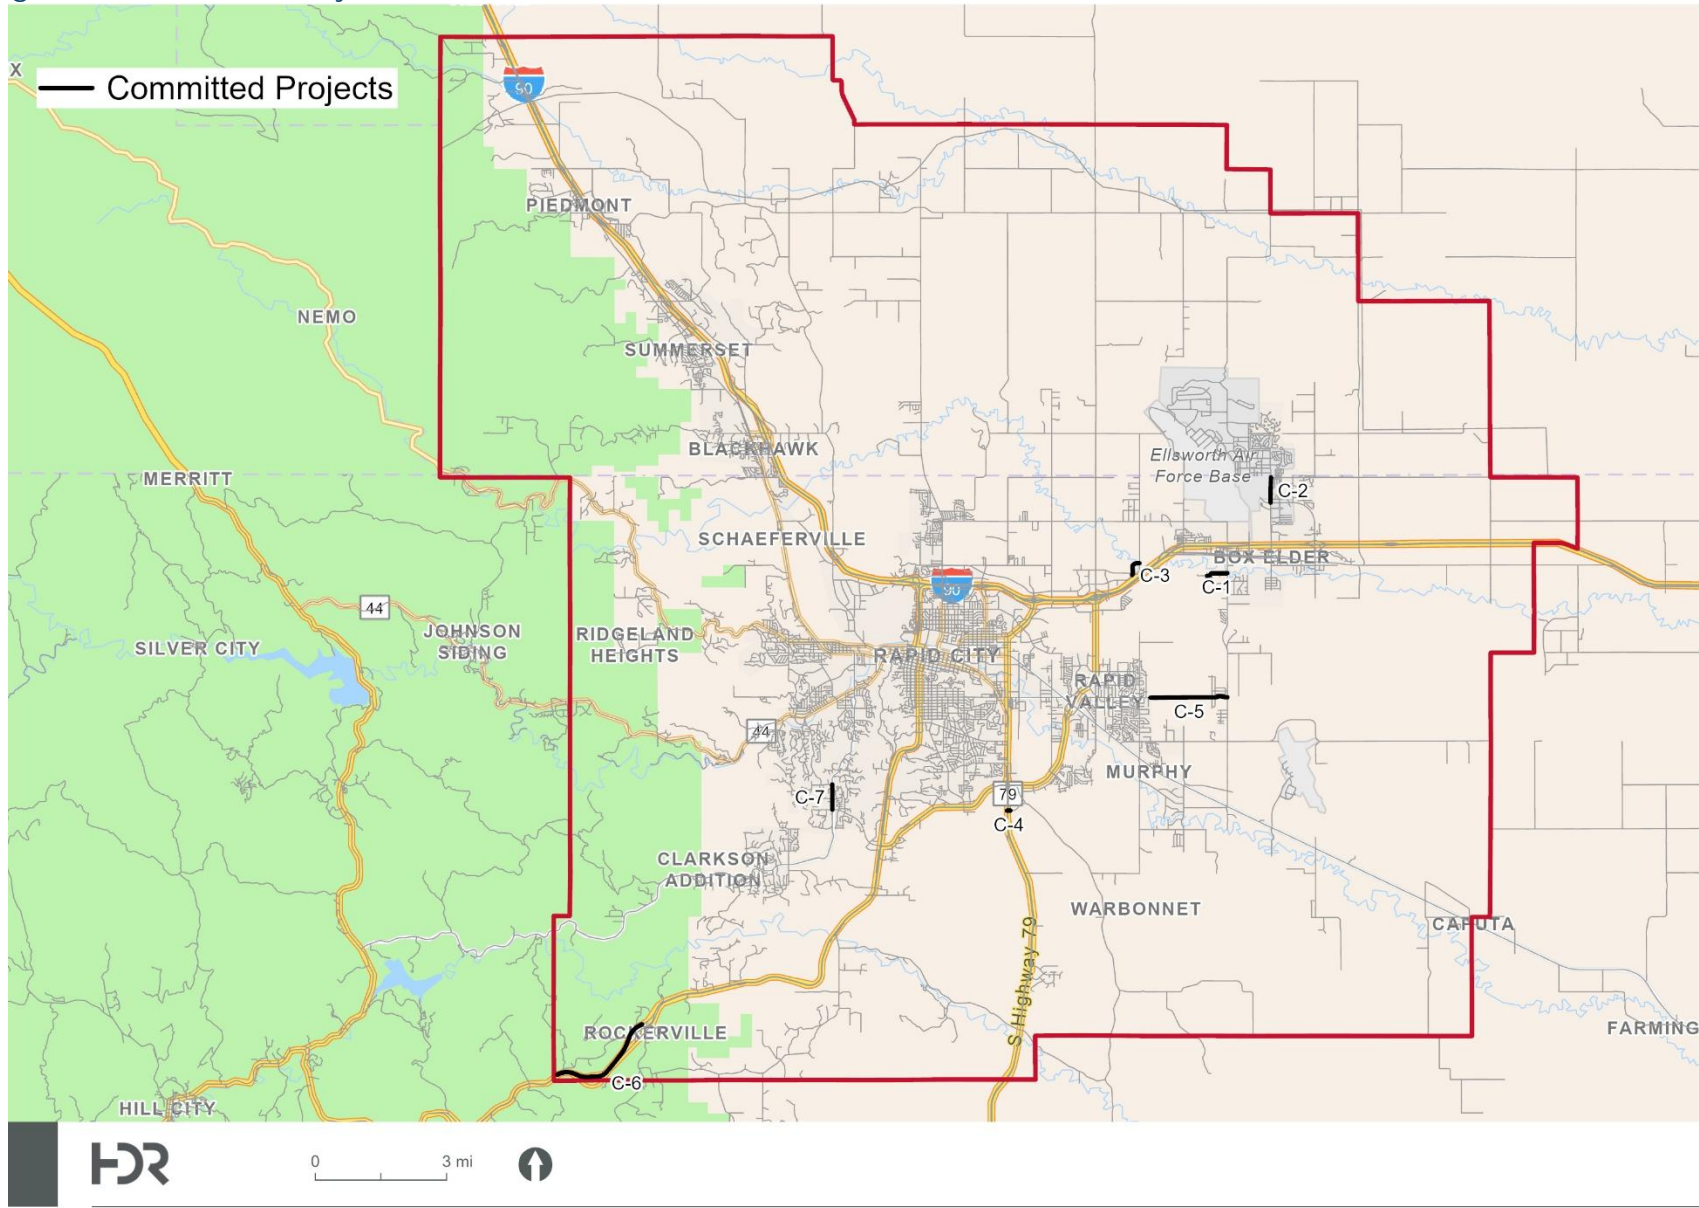 X
Committed Projects
90
PIEDMONT
NEMO
SUMMERSET
BLACKHAWK
Ellsworth Air
Force Base
MERRITT
C-2
SCHAEFERVILLE
BOX ELDER
C-3
C-1
90
44
JOHNSON
SIDING
RIDGELAND
HEIGHTS
SILVER CITY
RAPID CITY
RAPID
VALLEY
C-5
44
MURPHY
C-7
79
C-4
CLARKSON
ADDITION
WARBONNET
CAPUTA
S Highway 79
ROCKERVILLE
FARMING
C-6
HILL CITY
HDR
0
3 mi